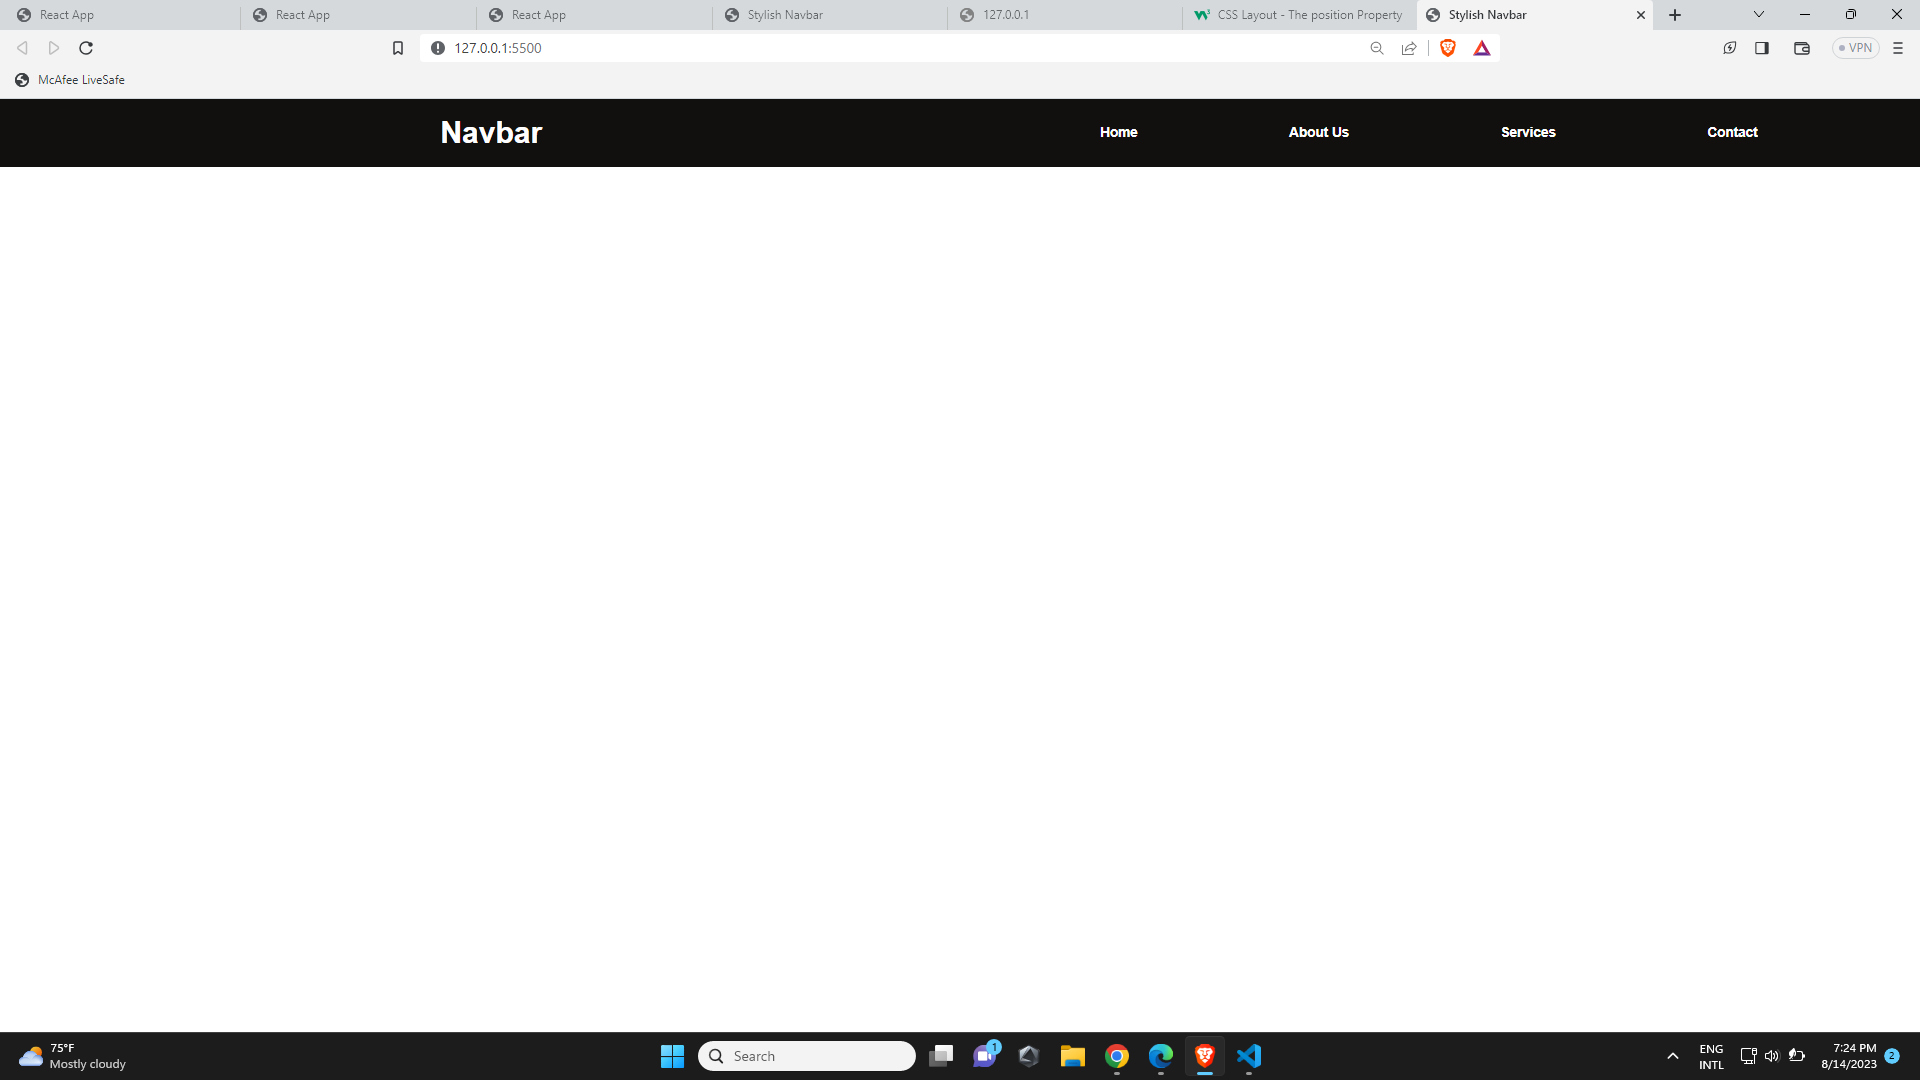 React App
React App
React App
Stylish Navbar
127.0.0.1
CSS Layout - The position Property
Stylish Navbar
127.0.0.1:5500
VPN
McAfee LiveSafe
Navbar
Home
About Us
Services
Contact
75°F
Mostly cloudy
Search
1
ENG
INTL
7:24 PM
8/14/2023
2